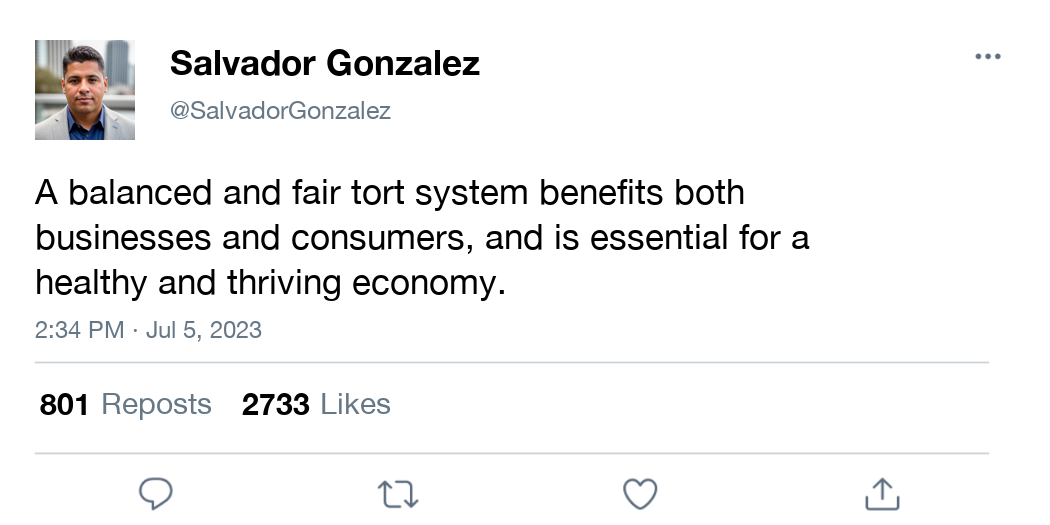 Salvador Gonzalez
@SalvadorGonzalez
A balanced and fair tort system benefits both
businesses and consumers, and is essential for a
healthy and thriving economy.
2:34 PM · Jul 5, 2023
801 Reposts 2733 Likes